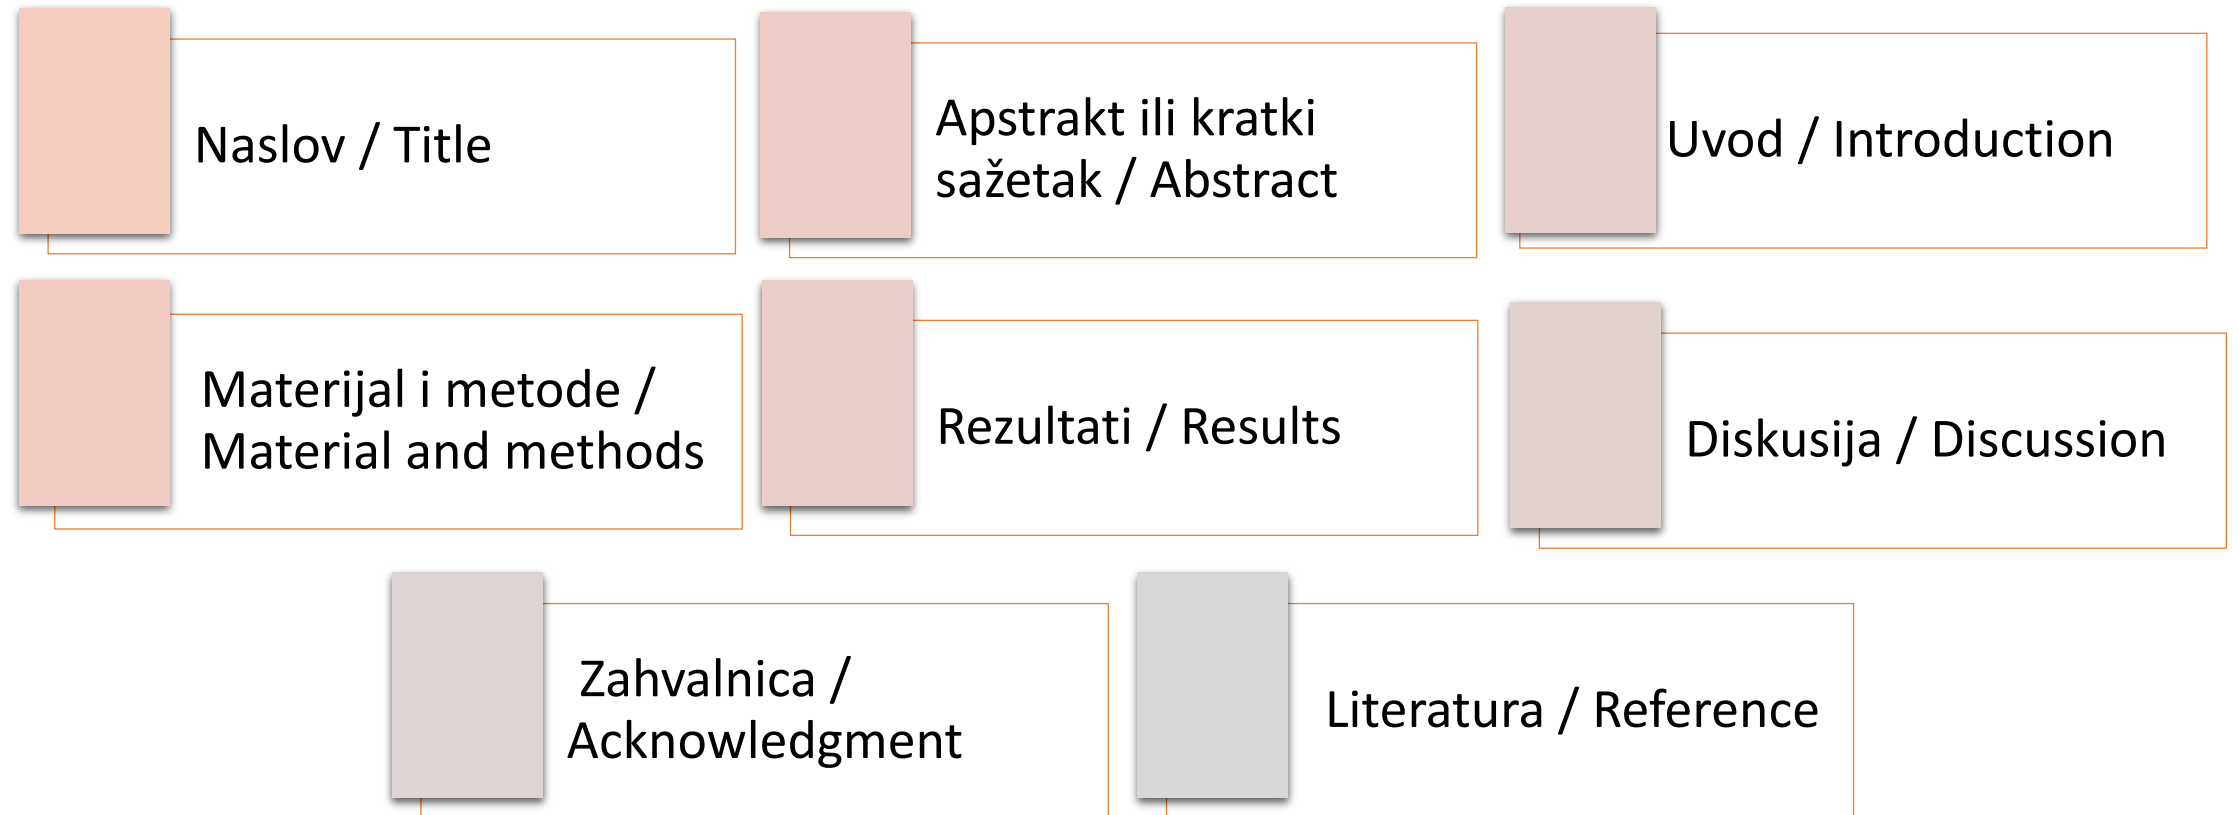 Naslov / Title
Apstrakt ili kratki
sažetak / Abstract
Uvod / Introduction
Materijal i metode /
Material and methods
Rezultati / Results
Diskusija / Discussion
Zahvalnica /
Acknowledgment
Literatura / Reference